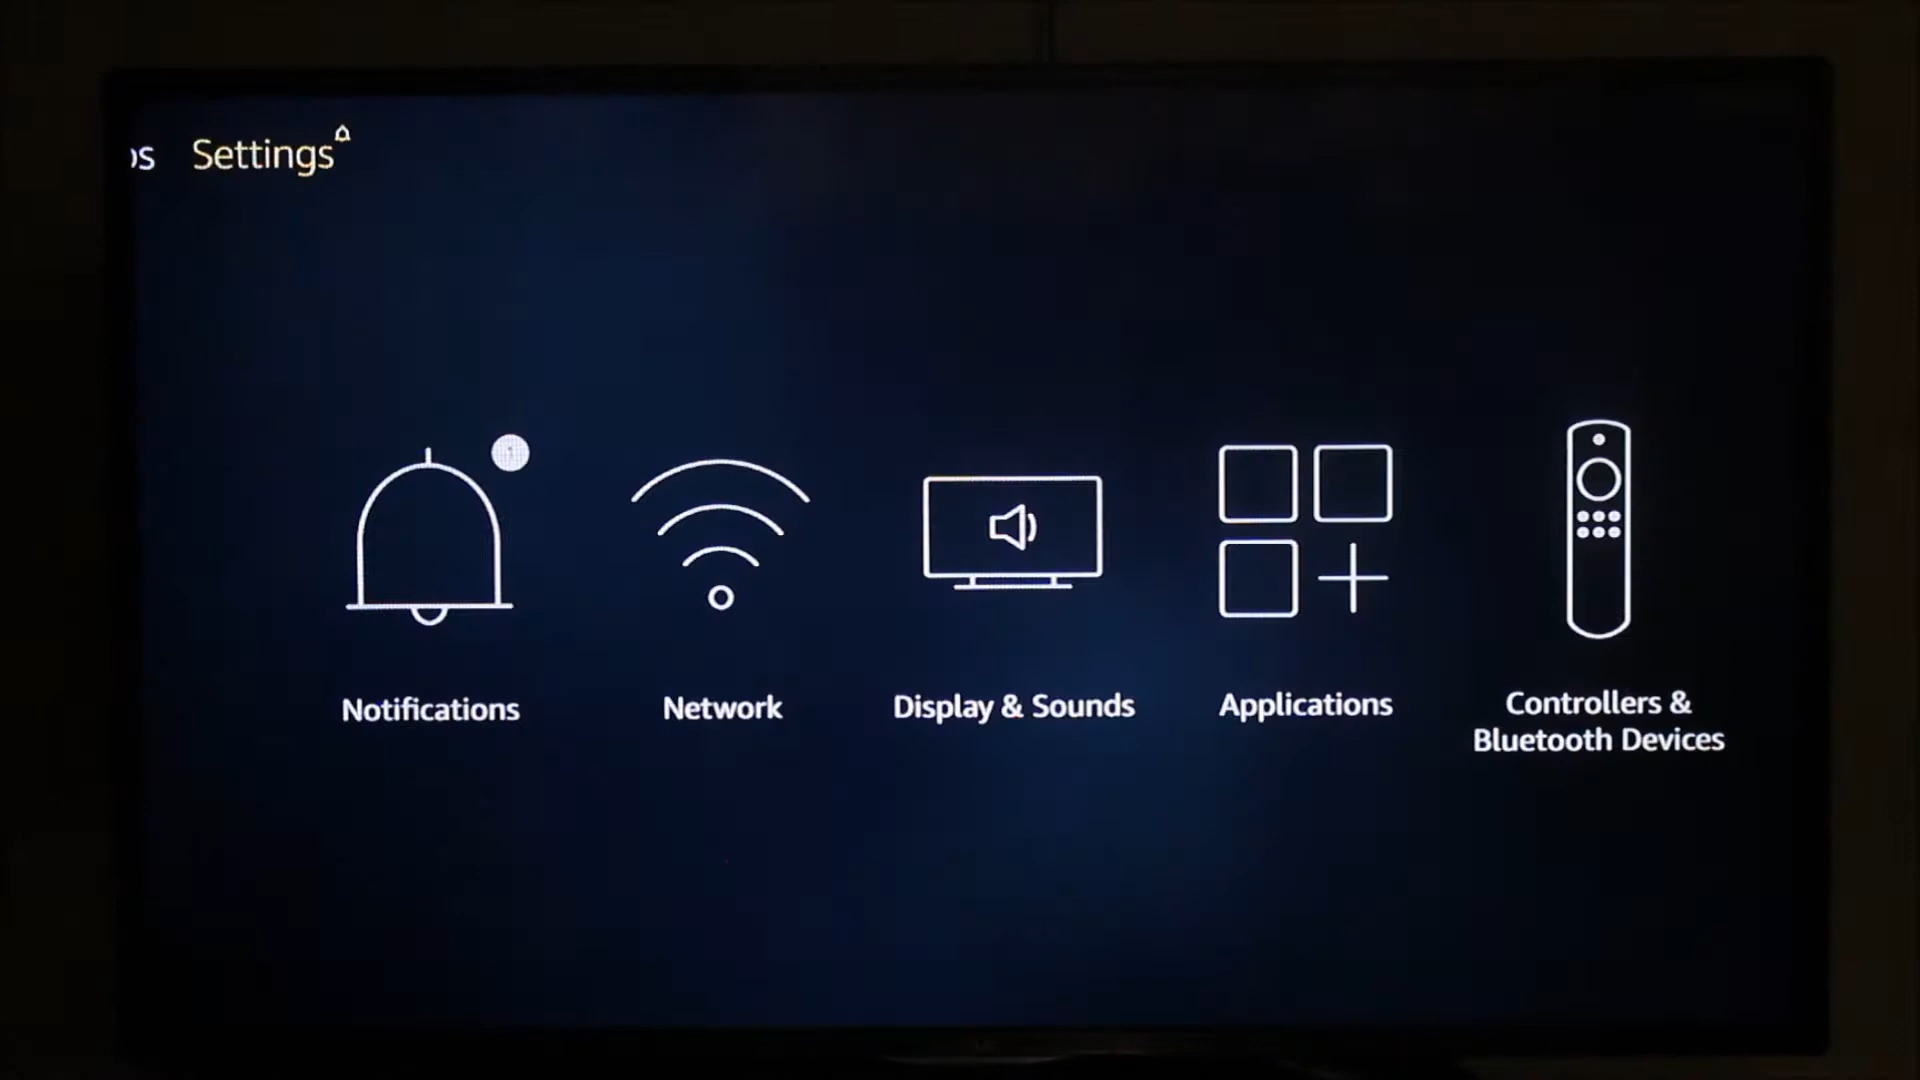 Settings
Notifications
Network
Display & Sounds
Applications
Controllers &
Bluetooth Devices